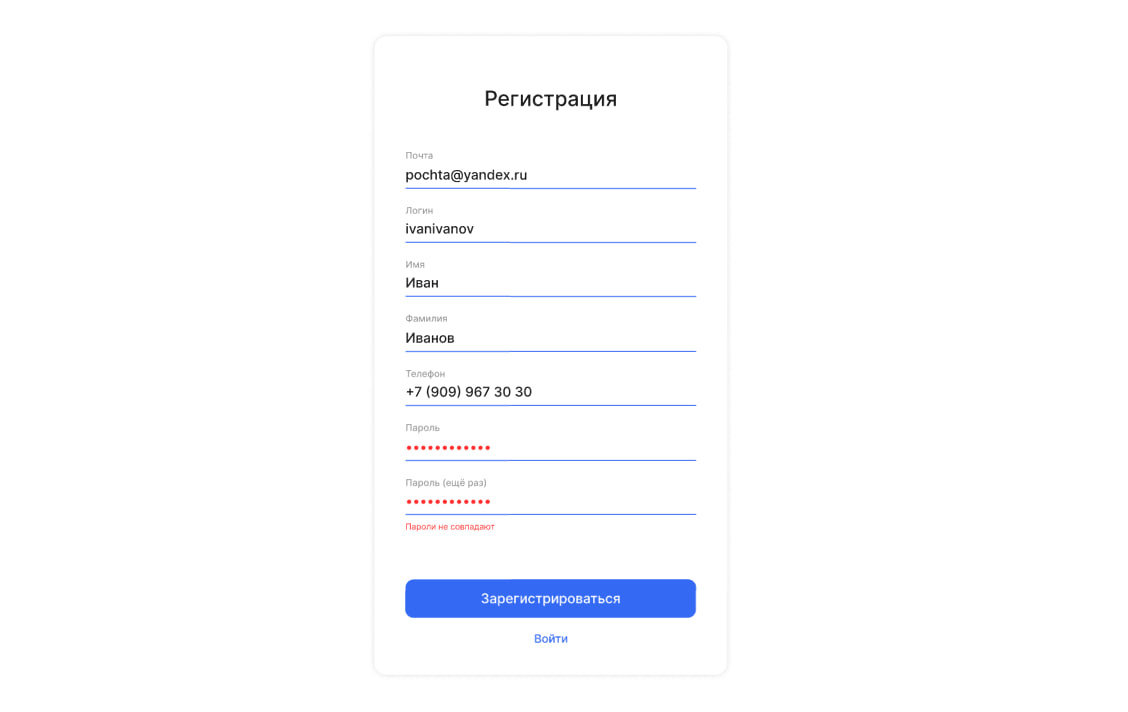 Регистрация
Почта
pochta@yandex.ru
Логин
ivanivanov
Имя
Иван
Фамилия
Иванов
Телефон
+7 (909) 967 30 30
Пароль
••••••••••••
Пароль (ещё раз)
••••••••••••
Пароли не совпадают
Зарегистрироваться
Войти